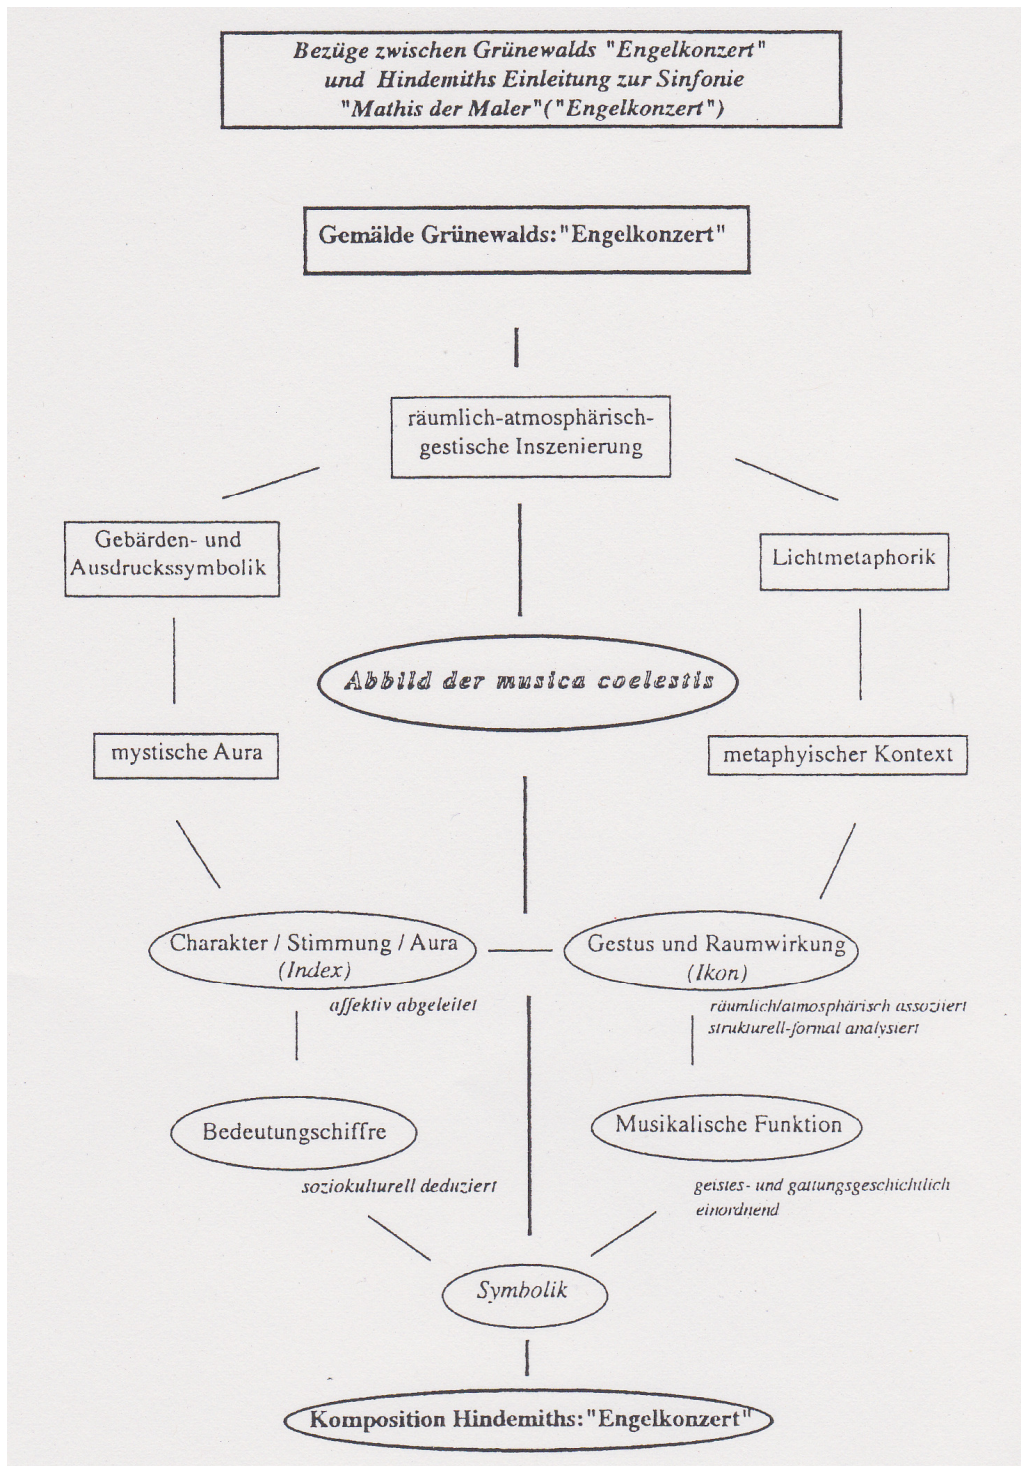 Bezüge zwischen Grünewalds "Engelkonzert"
und Hindemiths Einleitung zur Sinfonie
"Mathis der Maler"("Engelkonzert")
Gemälde Grünewalds:"Engelkonzert"
räumlich-atmosphärisch-
gestische Inszenierung
Gebärden- und
Ausdruckssymbolik
Lichtmetaphorik
Abbild der musica coelestis
mystische Aura
metaphyischer Kontext
Charakter / Stimmung / Aura
(Index)
affektiv abgeleitet
Gestus und Raumwirkung
(Ikon)
räumlich/atmosphärisch assoziiert
strukturell-formal analysiert
Bedeutungschiffre
soziokulturell deduziert
Musikalische Funktion
geistes- und gattungsgeschichtlich
einordnend
Symbolik
Komposition Hindemiths:"Engelkonzert"